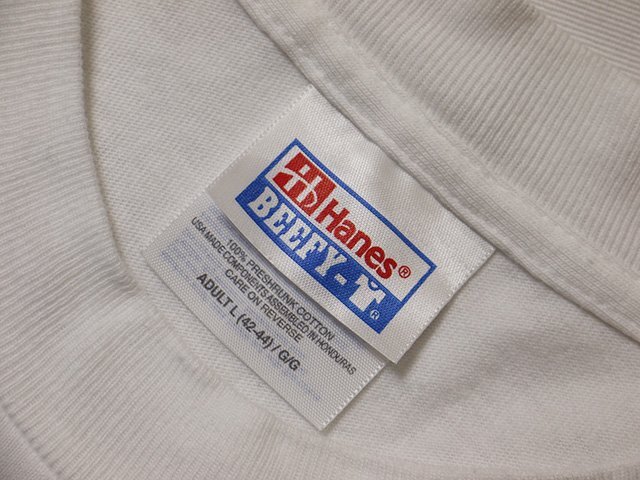 Hanes®
BEEFY-T®
100% PRESHRUNK COTTON
USA MADE COMPONENTS ASSEMBLED IN HONDURAS
CARE ON REVERSE
ADULT L (42-44) / G/G